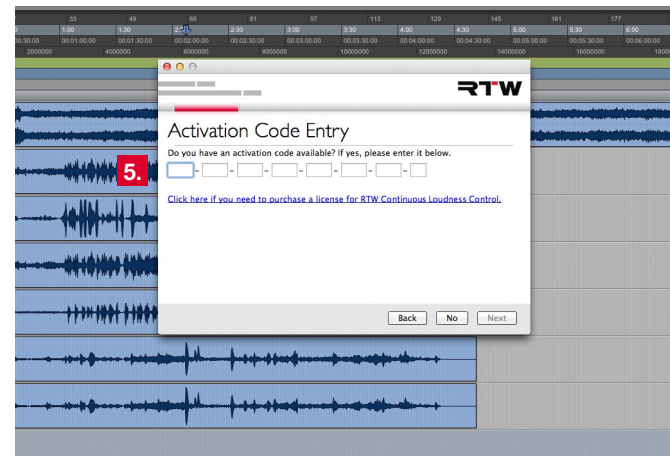 33 49 65 81 97 113 129 145 161 177
1:00 1:30 2:30 3:00 3:30 4:00 4:30 5:00 5:30 6:00
00:30:00 00:01:00:00 00:01:30:00 00:02:00:00 00:02:30:00 00:03:00:00 00:03:30:00 00:04:00:00 00:04:30:00 00:05:00:00 00:05:30:00 00:06:00:00
2000000 4000000 6000000 8000000 10000000 12000000 14000000 16000000
RTW
Activation Code Entry
Do you have an activation code available? If yes, please enter it below.
5.
- - - - - - -
Click here if you need to purchase a license for RTW Continuous Loudness Control.
Back No Next